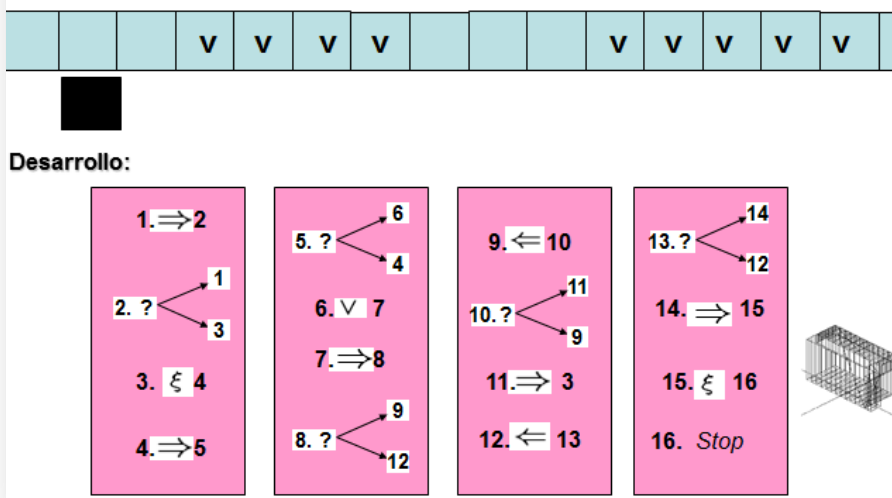 V V V V V V V V V
Desarrollo:
1. ⇒ 2
2. ? 1
3
3. ξ 4
4. ⇒ 5
5. ? 6
4
6. V 7
7. ⇒ 8
8. ? 9
12
9. ⇐ 10
10. ? 11
9
11. ⇒ 3
12. ⇐ 13
13. ? 14
12
14. ⇒ 15
15. ξ 16
16. Stop